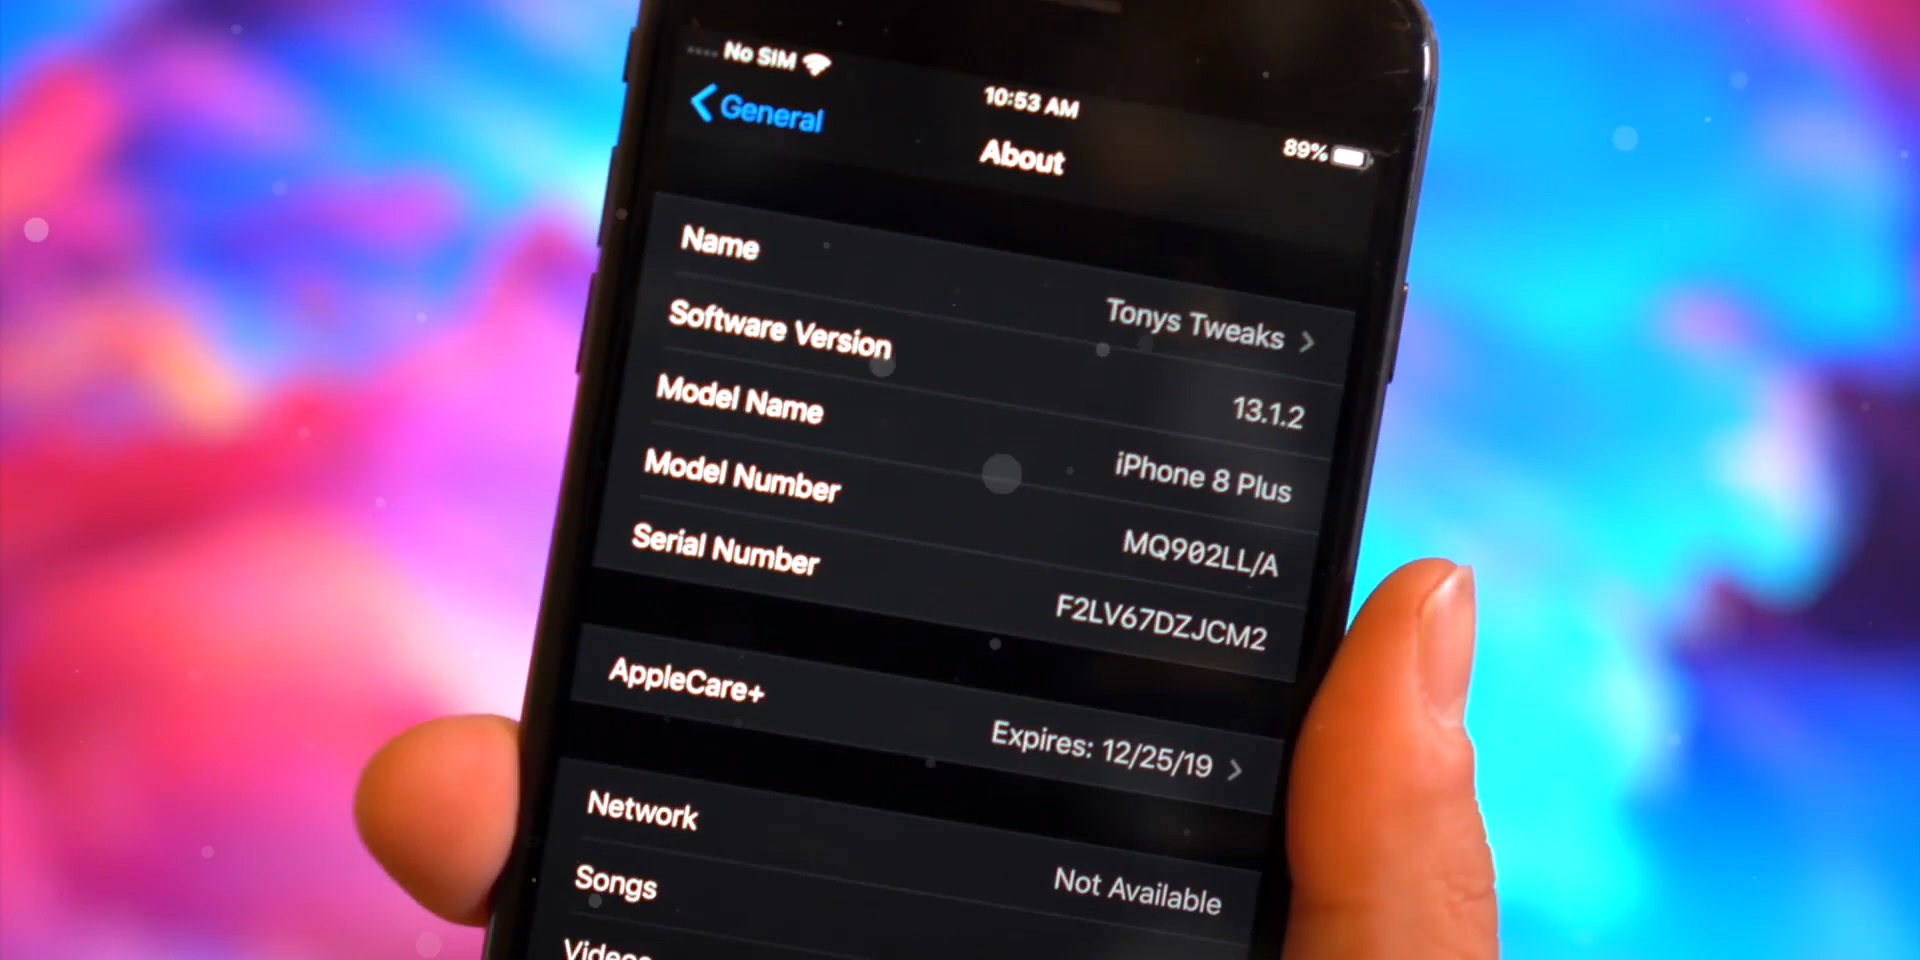 No SIM
10:53 AM
89%
General
About
Name
Tonys Tweaks
Software Version
13.1.2
Model Name
iPhone 8 Plus
Model Number
MQ902LL/A
Serial Number
F2LV67DZJCM2
AppleCare+
Expires: 12/25/19
Network
Not Available
Songs
Videos